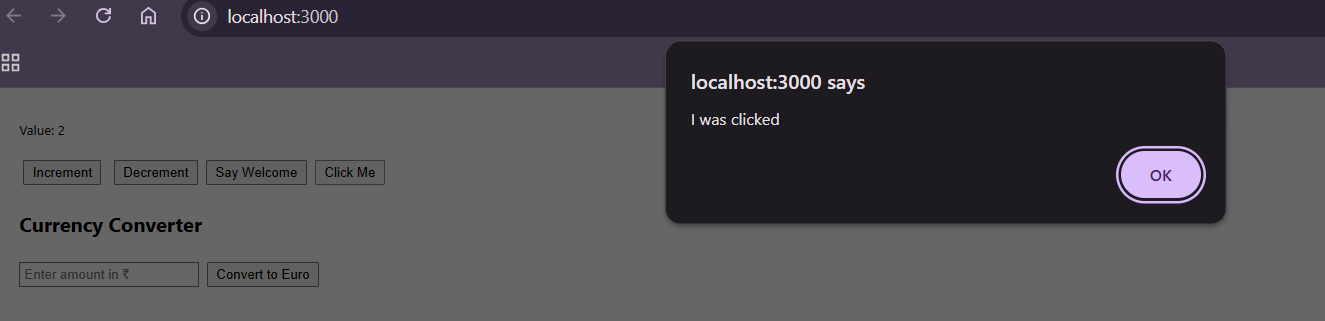 localhost:3000
localhost:3000 says
I was clicked
OK
Value: 2
Increment Decrement Say Welcome Click Me
Currency Converter
Enter amount in ₹ Convert to Euro